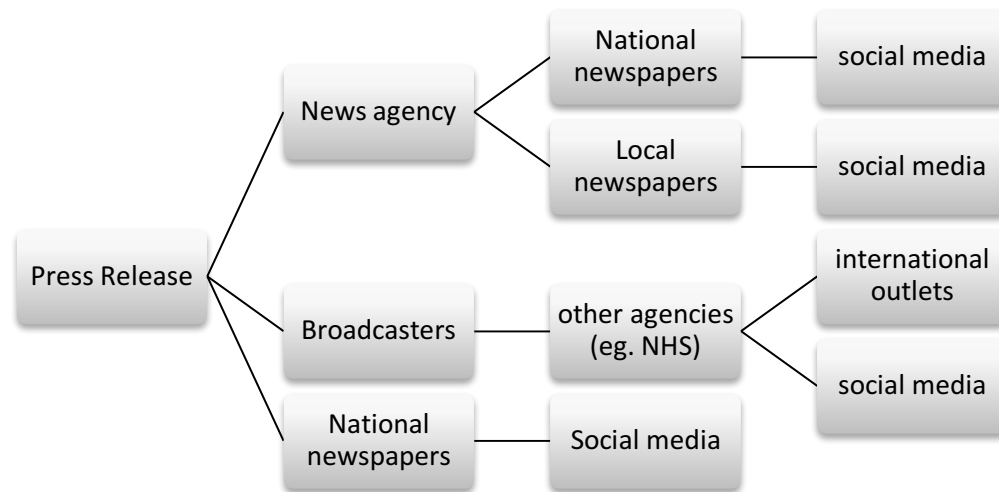 Press Release
News agency
National
newspapers
social media
Local
newspapers
social media
Broadcasters
other agencies
(eg. NHS)
international
outlets
social media
National
newspapers
Social media